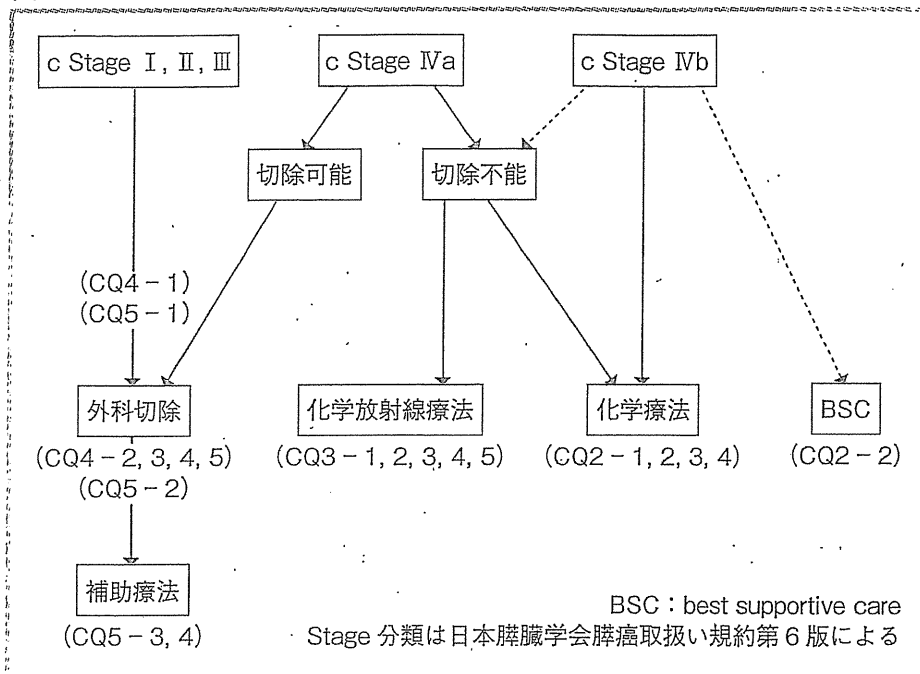 c Stage Ⅰ, Ⅱ, Ⅲ
c Stage Ⅳa
c Stage Ⅳb
切除可能
切除不能
(CQ4－1)
(CQ5－1)
外科切除
(CQ4－2, 3, 4, 5)
(CQ5－2)
化学放射線療法
(CQ3－1, 2, 3, 4, 5)
化学療法
(CQ2－1, 2, 3, 4)
BSC
(CQ2－2)
補助療法
(CQ5－3, 4)
BSC：best supportive care
Stage 分類は日本膵臓学会膵癌取扱い規約第6版による